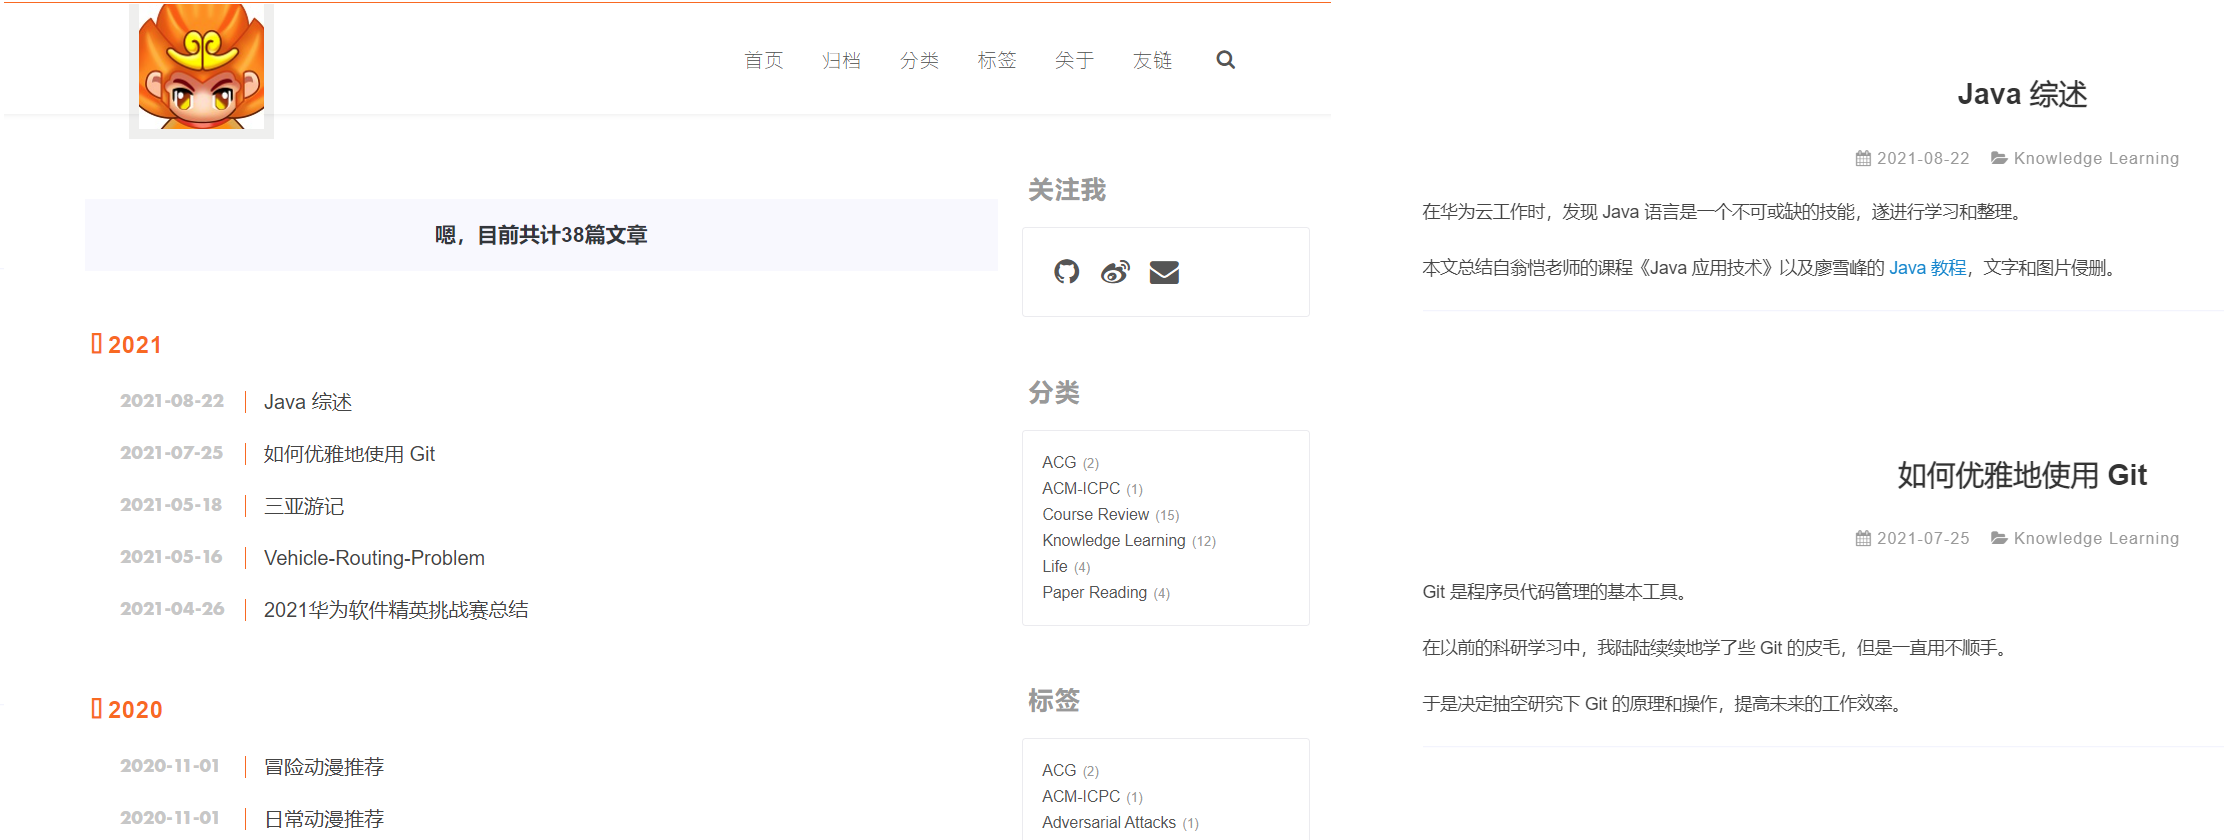 首页 归档 分类 标签 关于 友链
嗯，目前共计38篇文章
2021
2021-08-22 Java 综述
2021-07-25 如何优雅地使用 Git
2021-05-18 三亚游记
2021-05-16 Vehicle-Routing-Problem
2021-04-26 2021华为软件精英挑战赛总结
2020
2020-11-01 冒险动漫推荐
2020-11-01 日常动漫推荐
关注我
分类
ACG (2)
ACM-ICPC (1)
Course Review (15)
Knowledge Learning (12)
Life (4)
Paper Reading (4)
标签
ACG (2)
ACM-ICPC (1)
Adversarial Attacks (1)
Java 综述
2021-08-22 Knowledge Learning
在华为云工作时，发现 Java 语言是一个不可或缺的技能，遂进行学习和整理。
本文总结自翁恺老师的课程《Java 应用技术》以及廖雪峰的 Java 教程，文字和图片侵删。
如何优雅地使用 Git
2021-07-25 Knowledge Learning
Git 是程序员代码管理的基本工具。
在以前的科研学习中，我陆陆续续地学了些 Git 的皮毛，但是一直用不顺手。
于是决定抽空研究下 Git 的原理和操作，提高未来的工作效率。